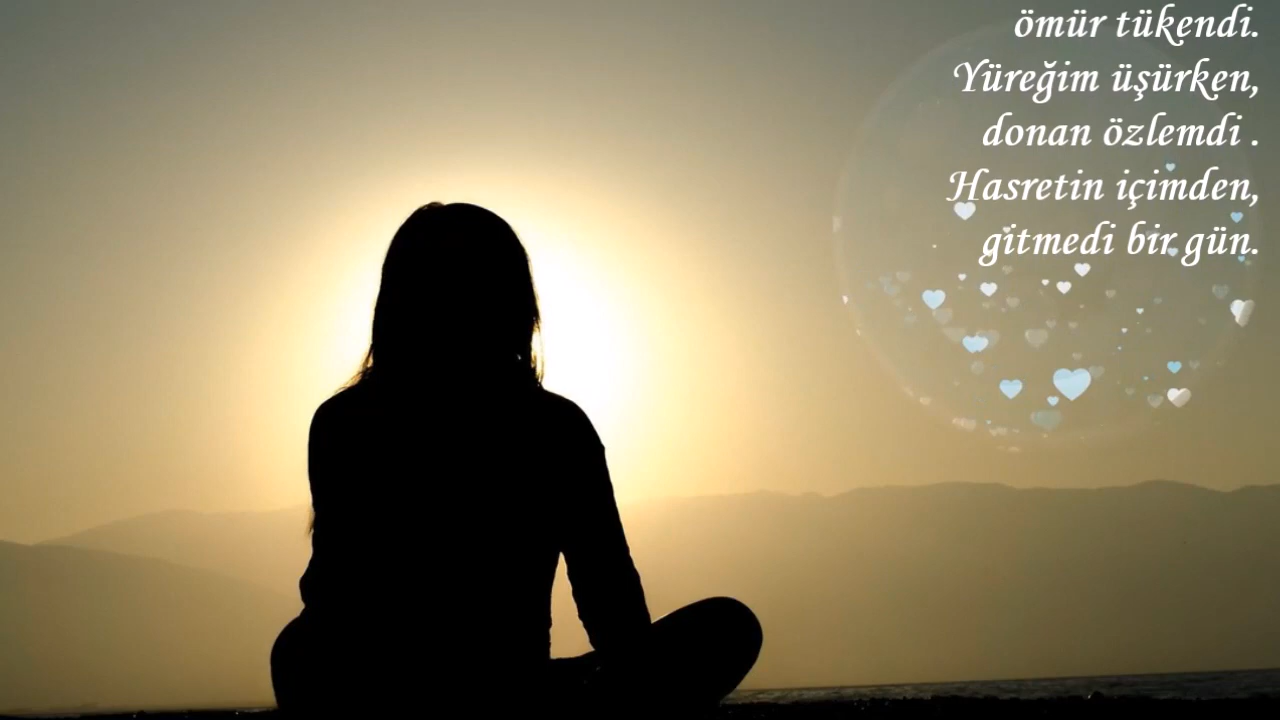 ömür tükendi.
Yüreğim üşürken,
donan özlemdi .
Hasretin içimden,
gitmedi bir gün.